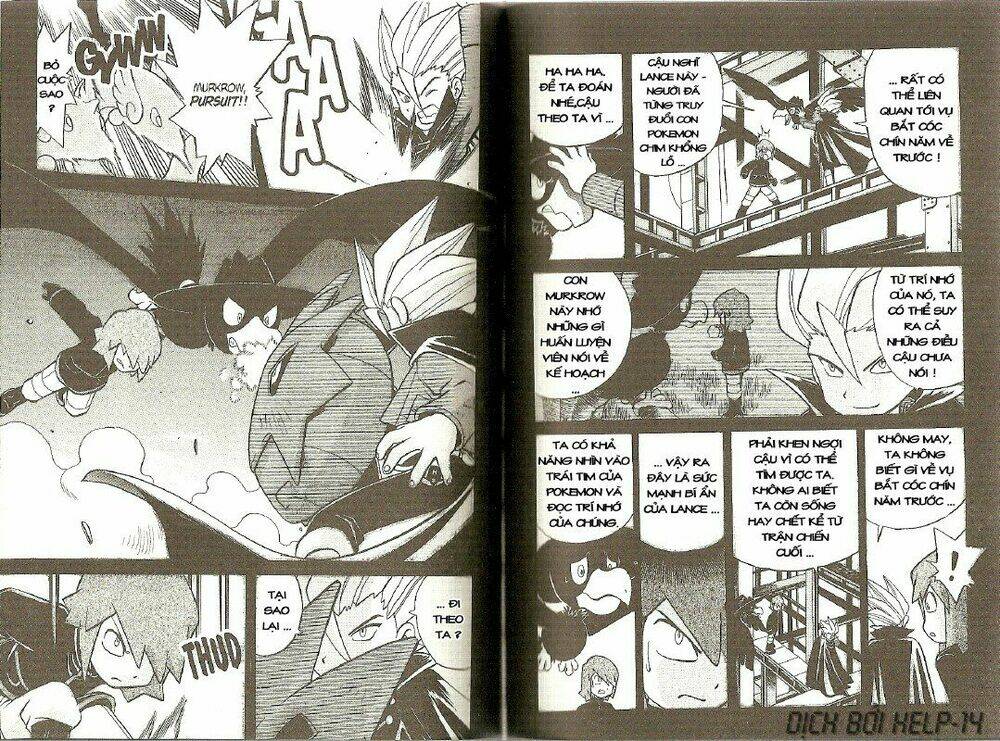 ... RẤT CÓ
THỂ LIÊN
QUAN TỚI VỤ
BẮT CÓC
CHÍN NĂM VỀ
TRƯỚC !
CẬU NGHĨ
LANCE NÀY -
NGƯỜI ĐÃ
TỪNG TRUY
ĐUỔI CON
POKEMON
CHIM KHỔNG
LỒ ...
HA HA HA,
ĐỂ TA ĐOÁN
NHÉ,CẬU
THEO TA VÌ ...
TỪ TRÍ NHỚ
CỦA NÓ, TA
CÓ THỂ SUY
RA CẢ
NHỮNG ĐIỀU
CẬU CHƯA
NÓI !
CON
MURKROW
NÀY NHỚ
NHỮNG GÌ
HUẤN LUYỆN
VIÊN NÓI VỀ
KẾ HOẠCH
...
KHÔNG MAY,
TA KHÔNG
BIẾT GÌ VỀ VỤ
BẮT CÓC CHÍN
NĂM TRƯỚC ...
!
PHẢI KHEN NGỢI
CẬU VÌ CÓ THỂ
TÌM ĐƯỢC TA.
KHÔNG AI BIẾT
TA CÒN SỐNG
HAY CHẾT KỂ TỪ
TRẬN CHIẾN
CUỐI ...
... VẬY RA
ĐÂY LÀ SỨC
MẠNH BÍ ẨN
CỦA LANCE ...
TA CÓ KHẢ
NĂNG NHÌN VÀO
TRÁI TIM CỦA
POKEMON VÀ
ĐỌC TRÍ NHỚ
CỦA CHÚNG.
DỊCH BỞI HELP-14
A
A
A
MURKROW,
PURSUIT!!
GYWW
BỎ
CUỘC
SAO
?
... ĐI
THEO
TA ?
TẠI
SAO
LẠI ...
THUD